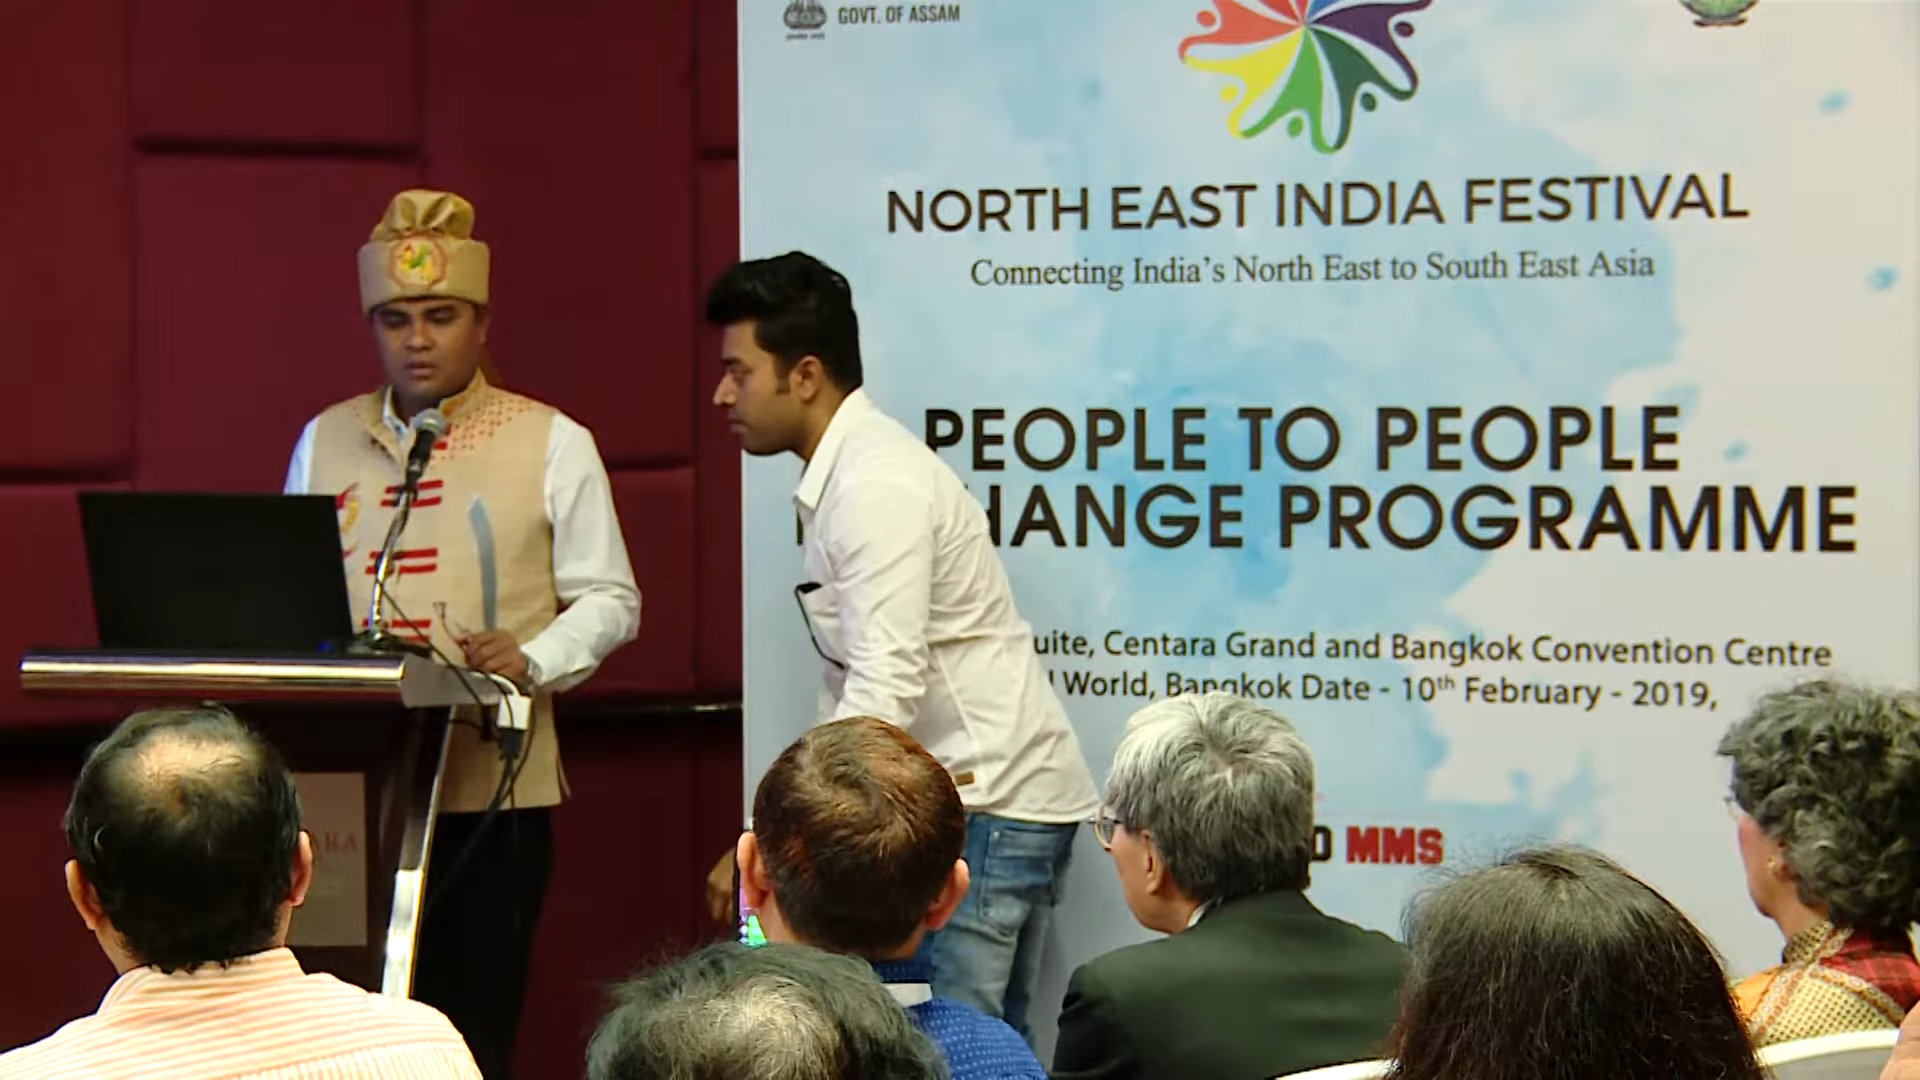 GOVT. OF ASSAM
NORTH EAST INDIA FESTIVAL
Connecting India's North East to South East Asia
PEOPLE TO PEOPLE
HANGE PROGRAMME
uite, Centara Grand and Bangkok Convention Centre
l World, Bangkok Date - 10th February - 2019,
O MMS
ARA